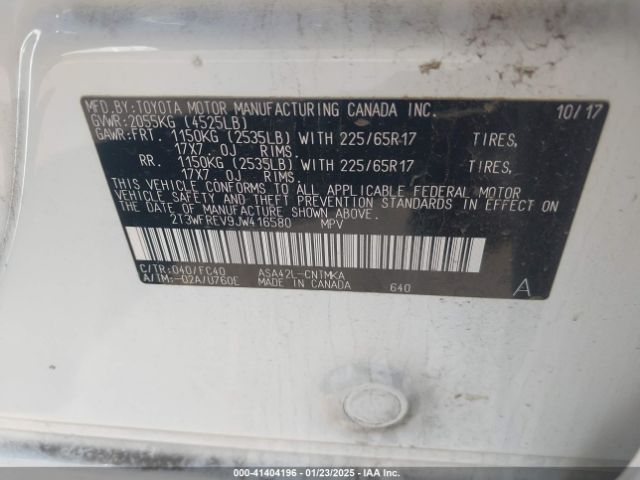 MFD.BY:TOYOTA MOTOR MANUFACTURING CANADA INC. 10/17
GVWR:2055KG (4525LB)
GAWR:FRT. 1150KG (2535LB) WITH 225/65R17 TIRES,
17X7.0J RIMS.
RR. 1150KG (2535LB) WITH 225/65R17 TIRES,
17X7.0J RIMS.
THIS VEHICLE CONFORMS TO ALL APPLICABLE FEDERAL MOTOR
VEHICLE SAFETY AND THEFT PREVENTION STANDARDS IN EFFECT ON
THE DATE OF MANUFACTURE SHOWN ABOVE.
2T3WFREV9JW416580 MPV
C/TR:040/FC40 ASA42L-CNTMKA
A/TM:-02A/U760E MADE IN CANADA 640 A
00-41404196 - 01/23/2025 - IAA Inc.